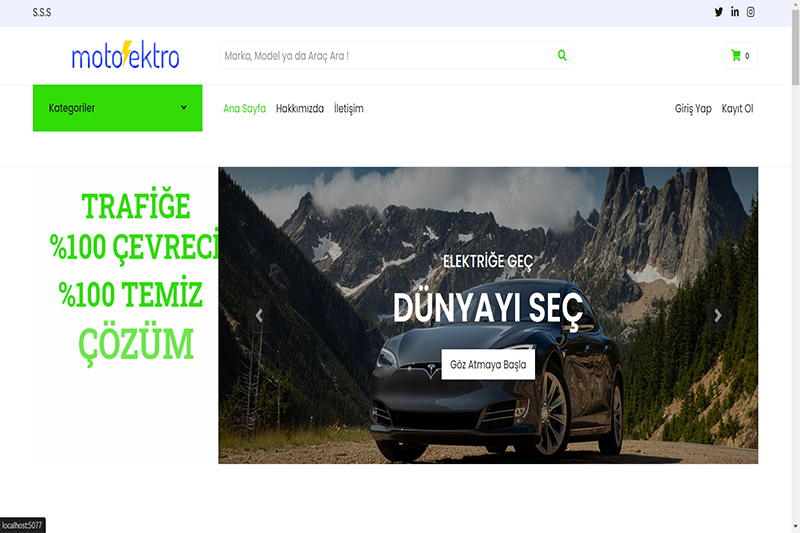 S.S.S
motolektro
Marka, Model ya da Araç Ara !
0
Kategoriler
Ana Sayfa Hakkımızda İletişim
Giriş Yap Kayıt Ol
TRAFİĞE
%100 ÇEVRECİ
%100 TEMİZ
ÇÖZÜM
ELEKTRİĞE GEÇ
DÜNYAYI SEÇ
Göz Atmaya Başla
localhost:5077